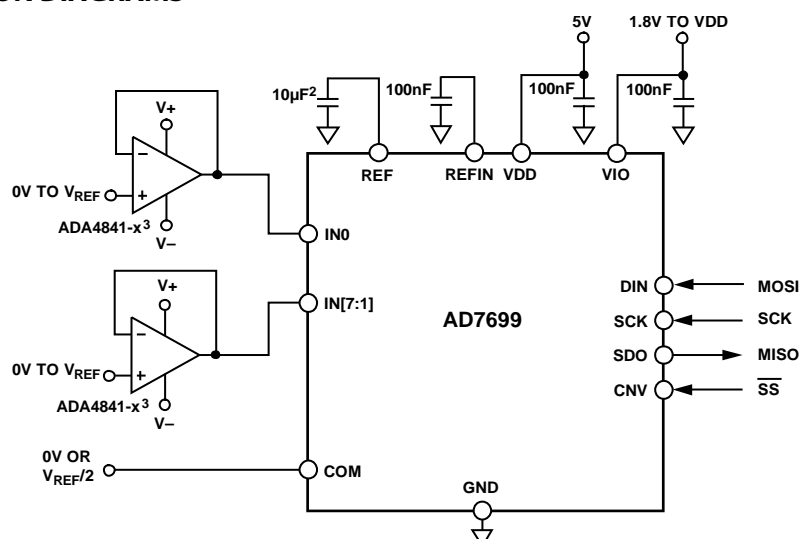 5V
1.8V TO VDD
10µF2
100nF
100nF
100nF
V+
–
+
0V TO VREF
ADA4841-x3
V–
REF
REFIN
VDD
VIO
IN0
V+
–
+
0V TO VREF
ADA4841-x3
V–
IN[7:1]
AD7699
DIN
MOSI
SCK
SCK
SDO
MISO
CNV
SS
0V OR
VREF/2
COM
GND